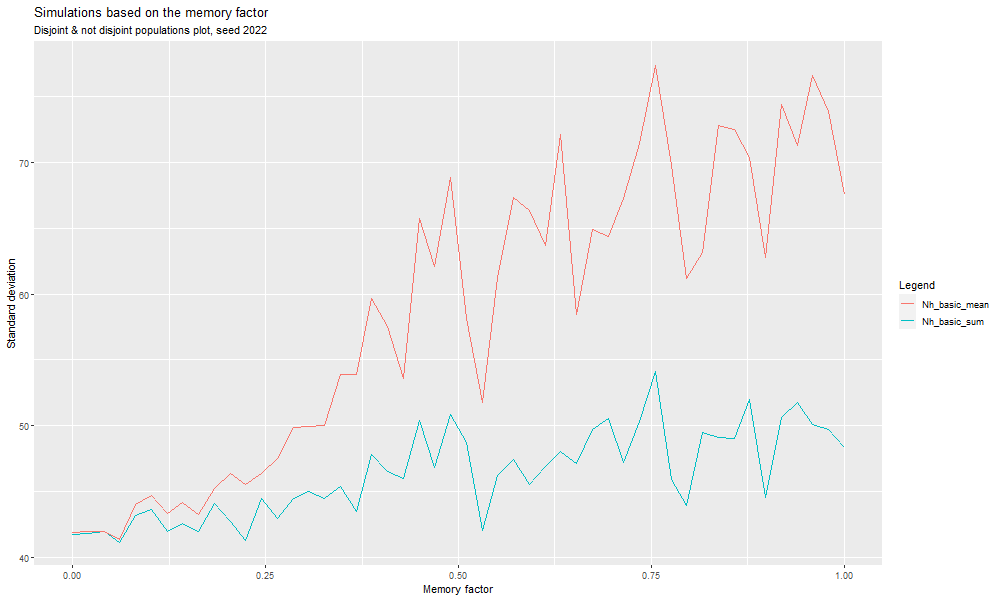 Simulations based on the memory factor
Disjoint & not disjoint populations plot, seed 2022
Standard deviation
70
60
50
40
0.00
0.25
0.50
0.75
1.00
Memory factor
Legend
Nh_basic_mean
Nh_basic_sum